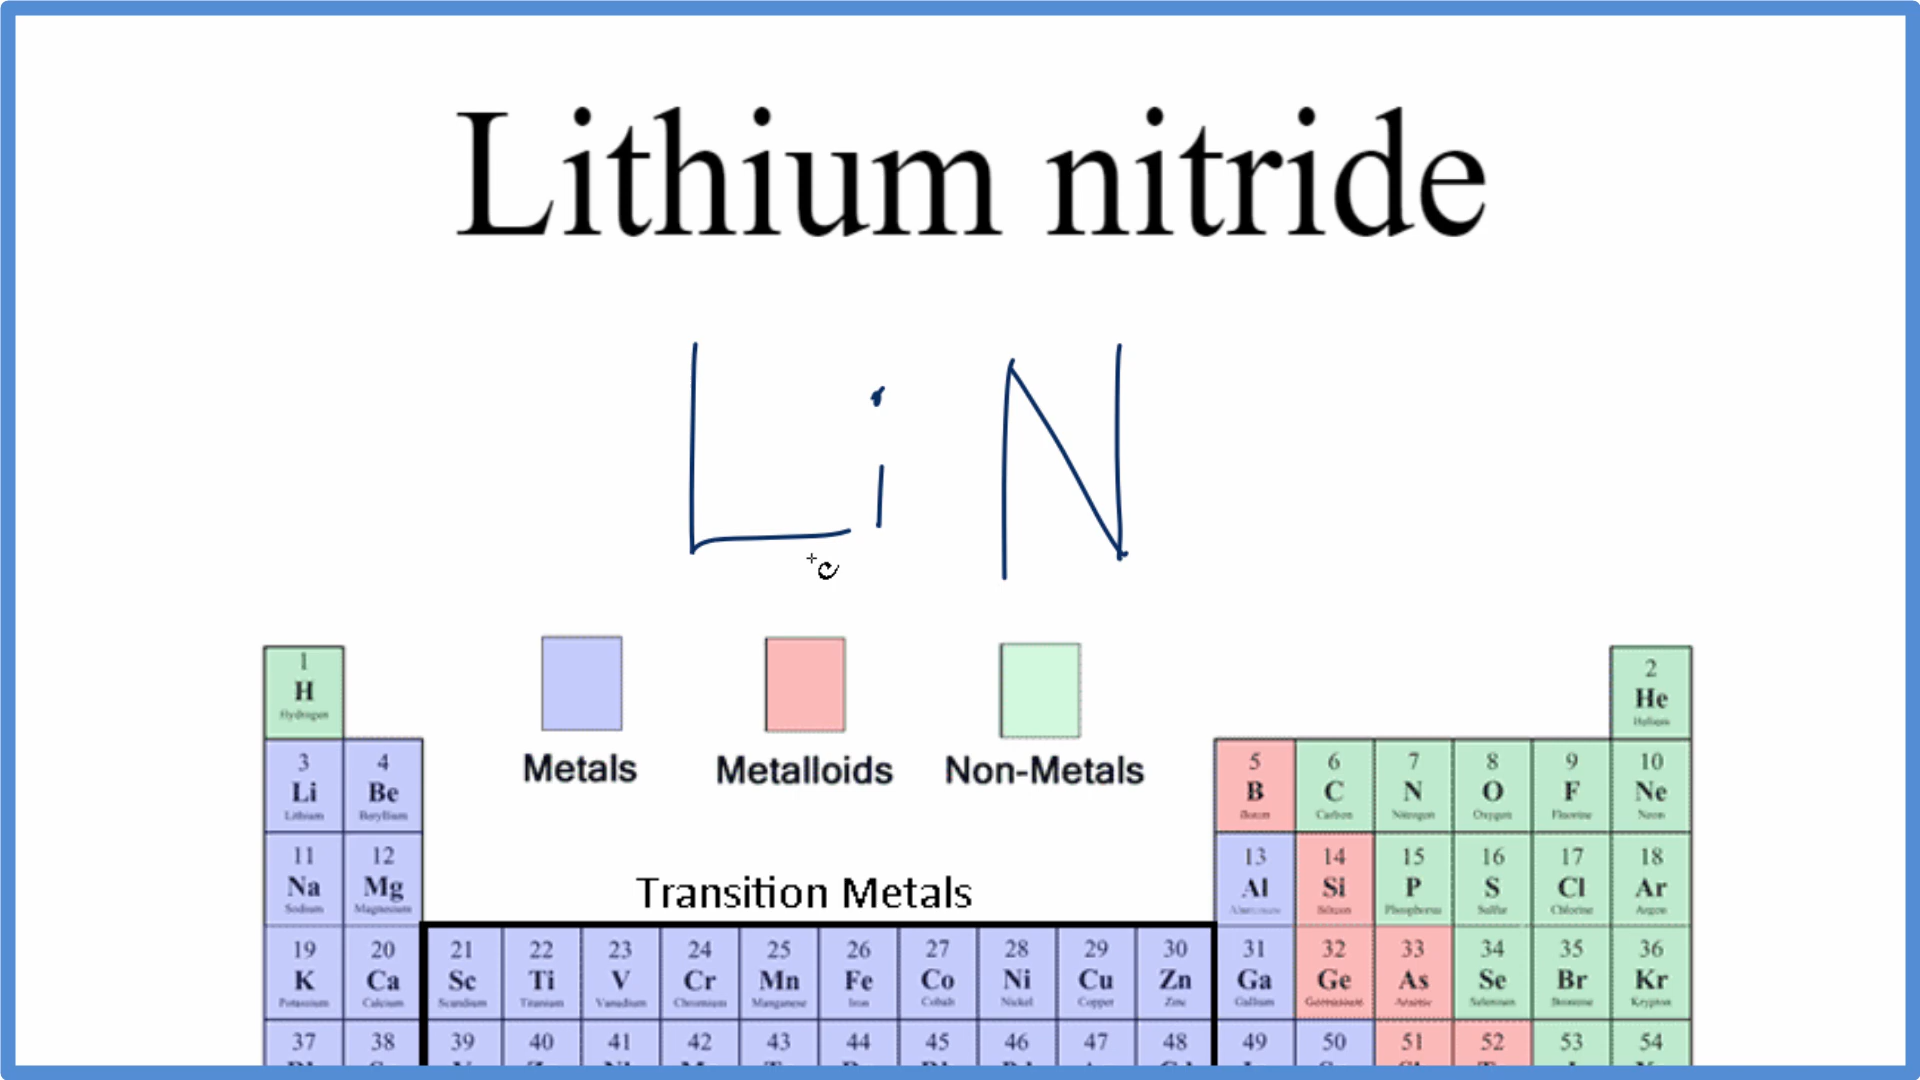 Lithium nitride
Li N
Metals Metalloids Non-Metals
Transition Metals
1 2
H He
Hydrogen Helium
3 4 5 6 7 8 9 10
Li Be B C N O F Ne
Lithium Beryllium Boron Carbon Nitrogen Oxygen Fluorine Neon
11 12 13 14 15 16 17 18
Na Mg Al Si P S Cl Ar
Sodium Magnesium Aluminum Silicon Phosphorus Sulfur Chlorine Argon
19 20 21 22 23 24 25 26 27 28 29 30 31 32 33 34 35 36
K Ca Sc Ti V Cr Mn Fe Co Ni Cu Zn Ga Ge As Se Br Kr
Potassium Calcium Scandium Titanium Vanadium Chromium Manganese Iron Cobalt Nickel Copper Zinc Gallium Germanium Arsenic Selenium Bromine Krypton
37 38 39 40 41 42 43 44 45 46 47 48 49 50 51 52 53 54